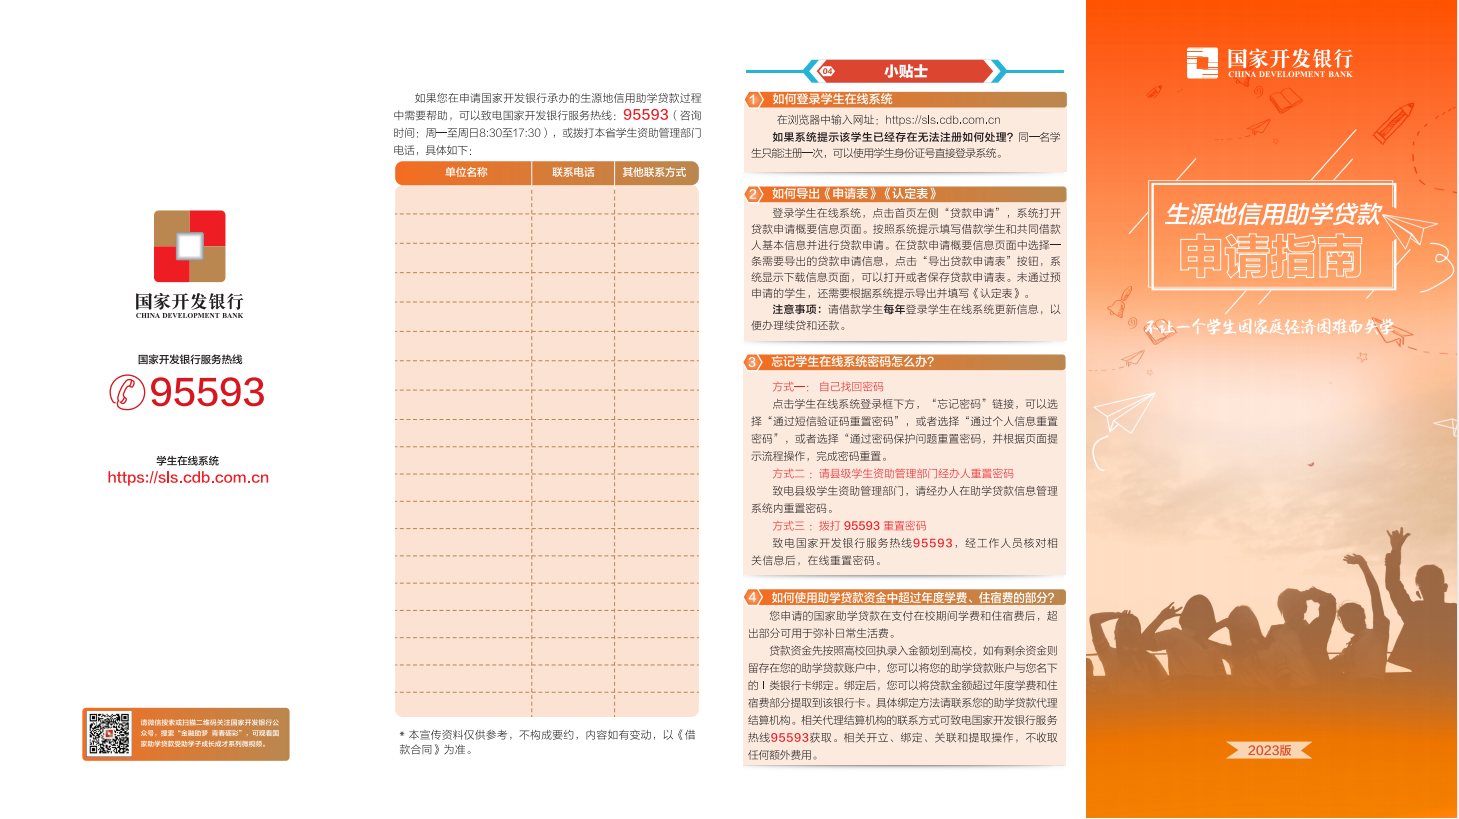 国家开发银行
CHINA DEVELOPMENT BANK
国家开发银行服务热线
95593
学生在线系统
https://sls.cdb.com.cn
请微信搜索或扫描二维码关注国家开发银行公
众号，搜索“金融助梦 青春碳彩”，可观看国
家助学贷款受助学子成长成才系列微视频。
如果您在申请国家开发银行承办的生源地信用助学贷款过程
中需要帮助，可以致电国家开发银行服务热线：95593（咨询
时间：周一至周日8:30至17:30），或拨打本省学生资助管理部门
电话，具体如下：
单位名称 联系电话 其他联系方式
* 本宣传资料仅供参考，不构成要约，内容如有变动，以《借
款合同》为准。
04 小贴士
1 如何登录学生在线系统
在浏览器中输入网址：https://sls.cdb.com.cn
如果系统提示该学生已经存在无法注册如何处理？同一名学
生只能注册一次，可以使用学生身份证号直接登录系统。
2 如何导出《申请表》《认定表》
登录学生在线系统，点击首页左侧“贷款申请”，系统打开
贷款申请概要信息页面。按照系统提示填写借款学生和共同借款
人基本信息并进行贷款申请。在贷款申请概要信息页面中选择一
条需要导出的贷款申请信息，点击“导出贷款申请表”按钮，系
统显示下载信息页面，可以打开或者保存贷款申请表。未通过预
申请的学生，还需要根据系统提示导出并填写《认定表》。
注意事项：请借款学生每年登录学生在线系统更新信息，以
便办理续贷和还款。
3 忘记学生在线系统密码怎么办？
方式一： 自己找回密码
点击学生在线系统登录框下方，“忘记密码”链接，可以选
择“通过短信验证码重置密码”，或者选择“通过个人信息重置
密码”，或者选择“通过密码保护问题重置密码，并根据页面提
示流程操作，完成密码重置。
方式二 ：请县级学生资助管理部门经办人重置密码
致电县级学生资助管理部门，请经办人在助学贷款信息管理
系统内重置密码。
方式三 ：拨打 95593 重置密码
致电国家开发银行服务热线95593，经工作人员核对相
关信息后，在线重置密码。
4 如何使用助学贷款资金中超过年度学费、住宿费的部分？
您申请的国家助学贷款在支付在校期间学费和住宿费后，超
出部分可用于弥补日常生活费。
贷款资金先按照高校回执录入金额划到高校，如有剩余资金则
留存在您的助学贷款账户中，您可以将您的助学贷款账户与您名下
的 I 类银行卡绑定。绑定后，您可以将贷款金额超过年度学费和住
宿费部分提取到该银行卡。具体绑定方法请联系您的助学贷款代理
结算机构。相关代理结算机构的联系方式可致电国家开发银行服务
热线95593获取。相关开立、绑定、关联和提取操作，不收取
任何额外费用。
国家开发银行
CHINA DEVELOPMENT BANK
生源地信用助学贷款
申请指南
不让一个学生因家庭经济困难而失学
2023版